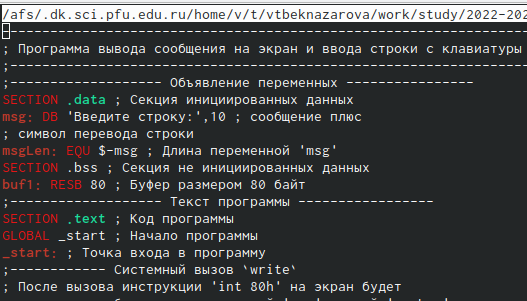 /afs/.dk.sci.pfu.edu.ru/home/v/t/vtbeknazarova/work/study/2022-202
;---------------------------------------------------------------
; Программа вывода сообщения на экран и ввода строки с клавиатуры
;---------------------------------------------------------------
;------------------- Объявление переменных ----------------
SECTION .data ; Секция инициированных данных
msg: DB 'Введите строку:',10 ; сообщение плюс
; символ перевода строки
msgLen: EQU $-msg ; Длина переменной 'msg'
SECTION .bss ; Секция не инициированных данных
buf1: RESB 80 ; Буфер размером 80 байт
;------------------- Текст программы -----------------
SECTION .text ; Код программы
GLOBAL _start ; Начало программы
_start: ; Точка входа в программу
;------------ Системный вызов `write`
; После вызова инструкции 'int 80h' на экран будет